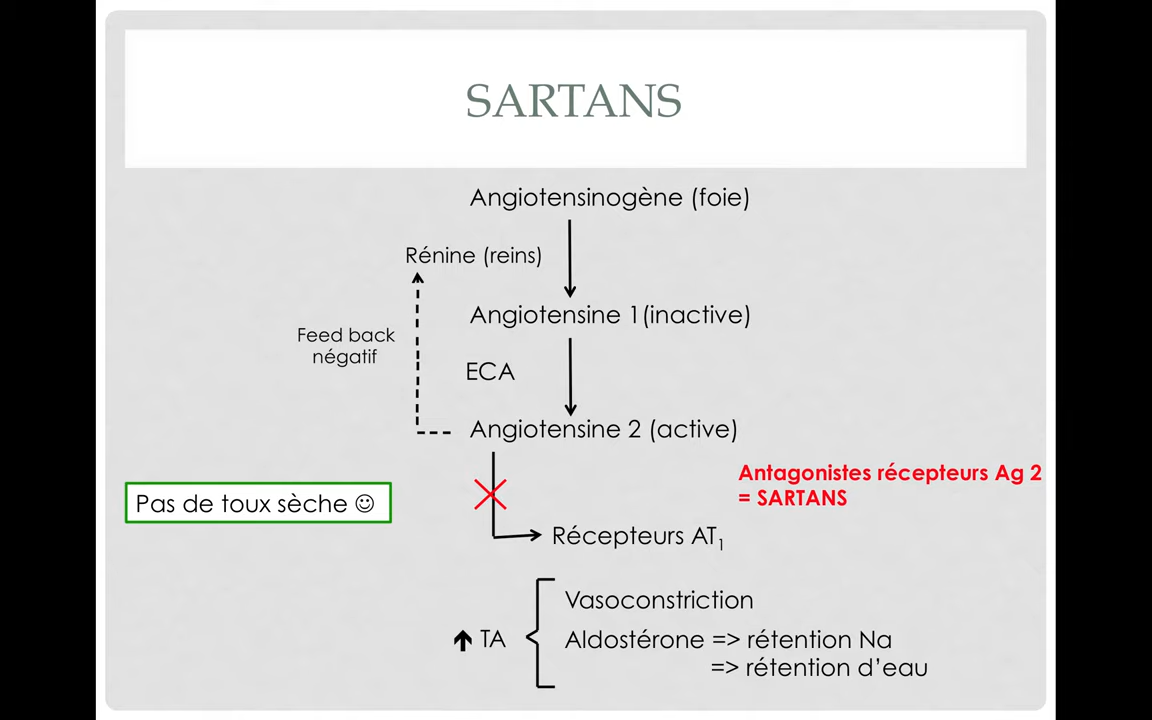 SARTANS
Angiotensinogène (foie)
Rénine (reins)
Angiotensine 1(inactive)
Feed back
négatif
ECA
Angiotensine 2 (active)
Antagonistes récepteurs Ag 2
= SARTANS
Pas de toux sèche ☺
Récepteurs AT₁
Vasoconstriction
TA
Aldostérone => rétention Na
=> rétention d’eau